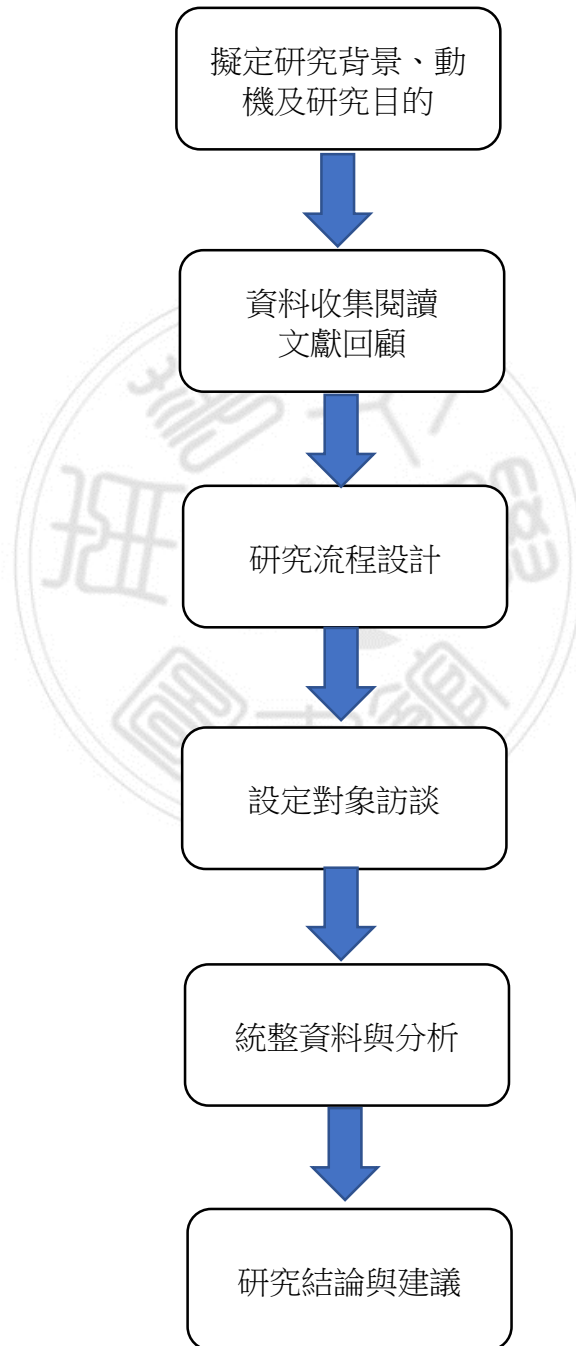 擬定研究背景、動
機及研究目的
資料收集閱讀
文獻回顧
研究流程設計
設定對象訪談
統整資料與分析
研究結論與建議